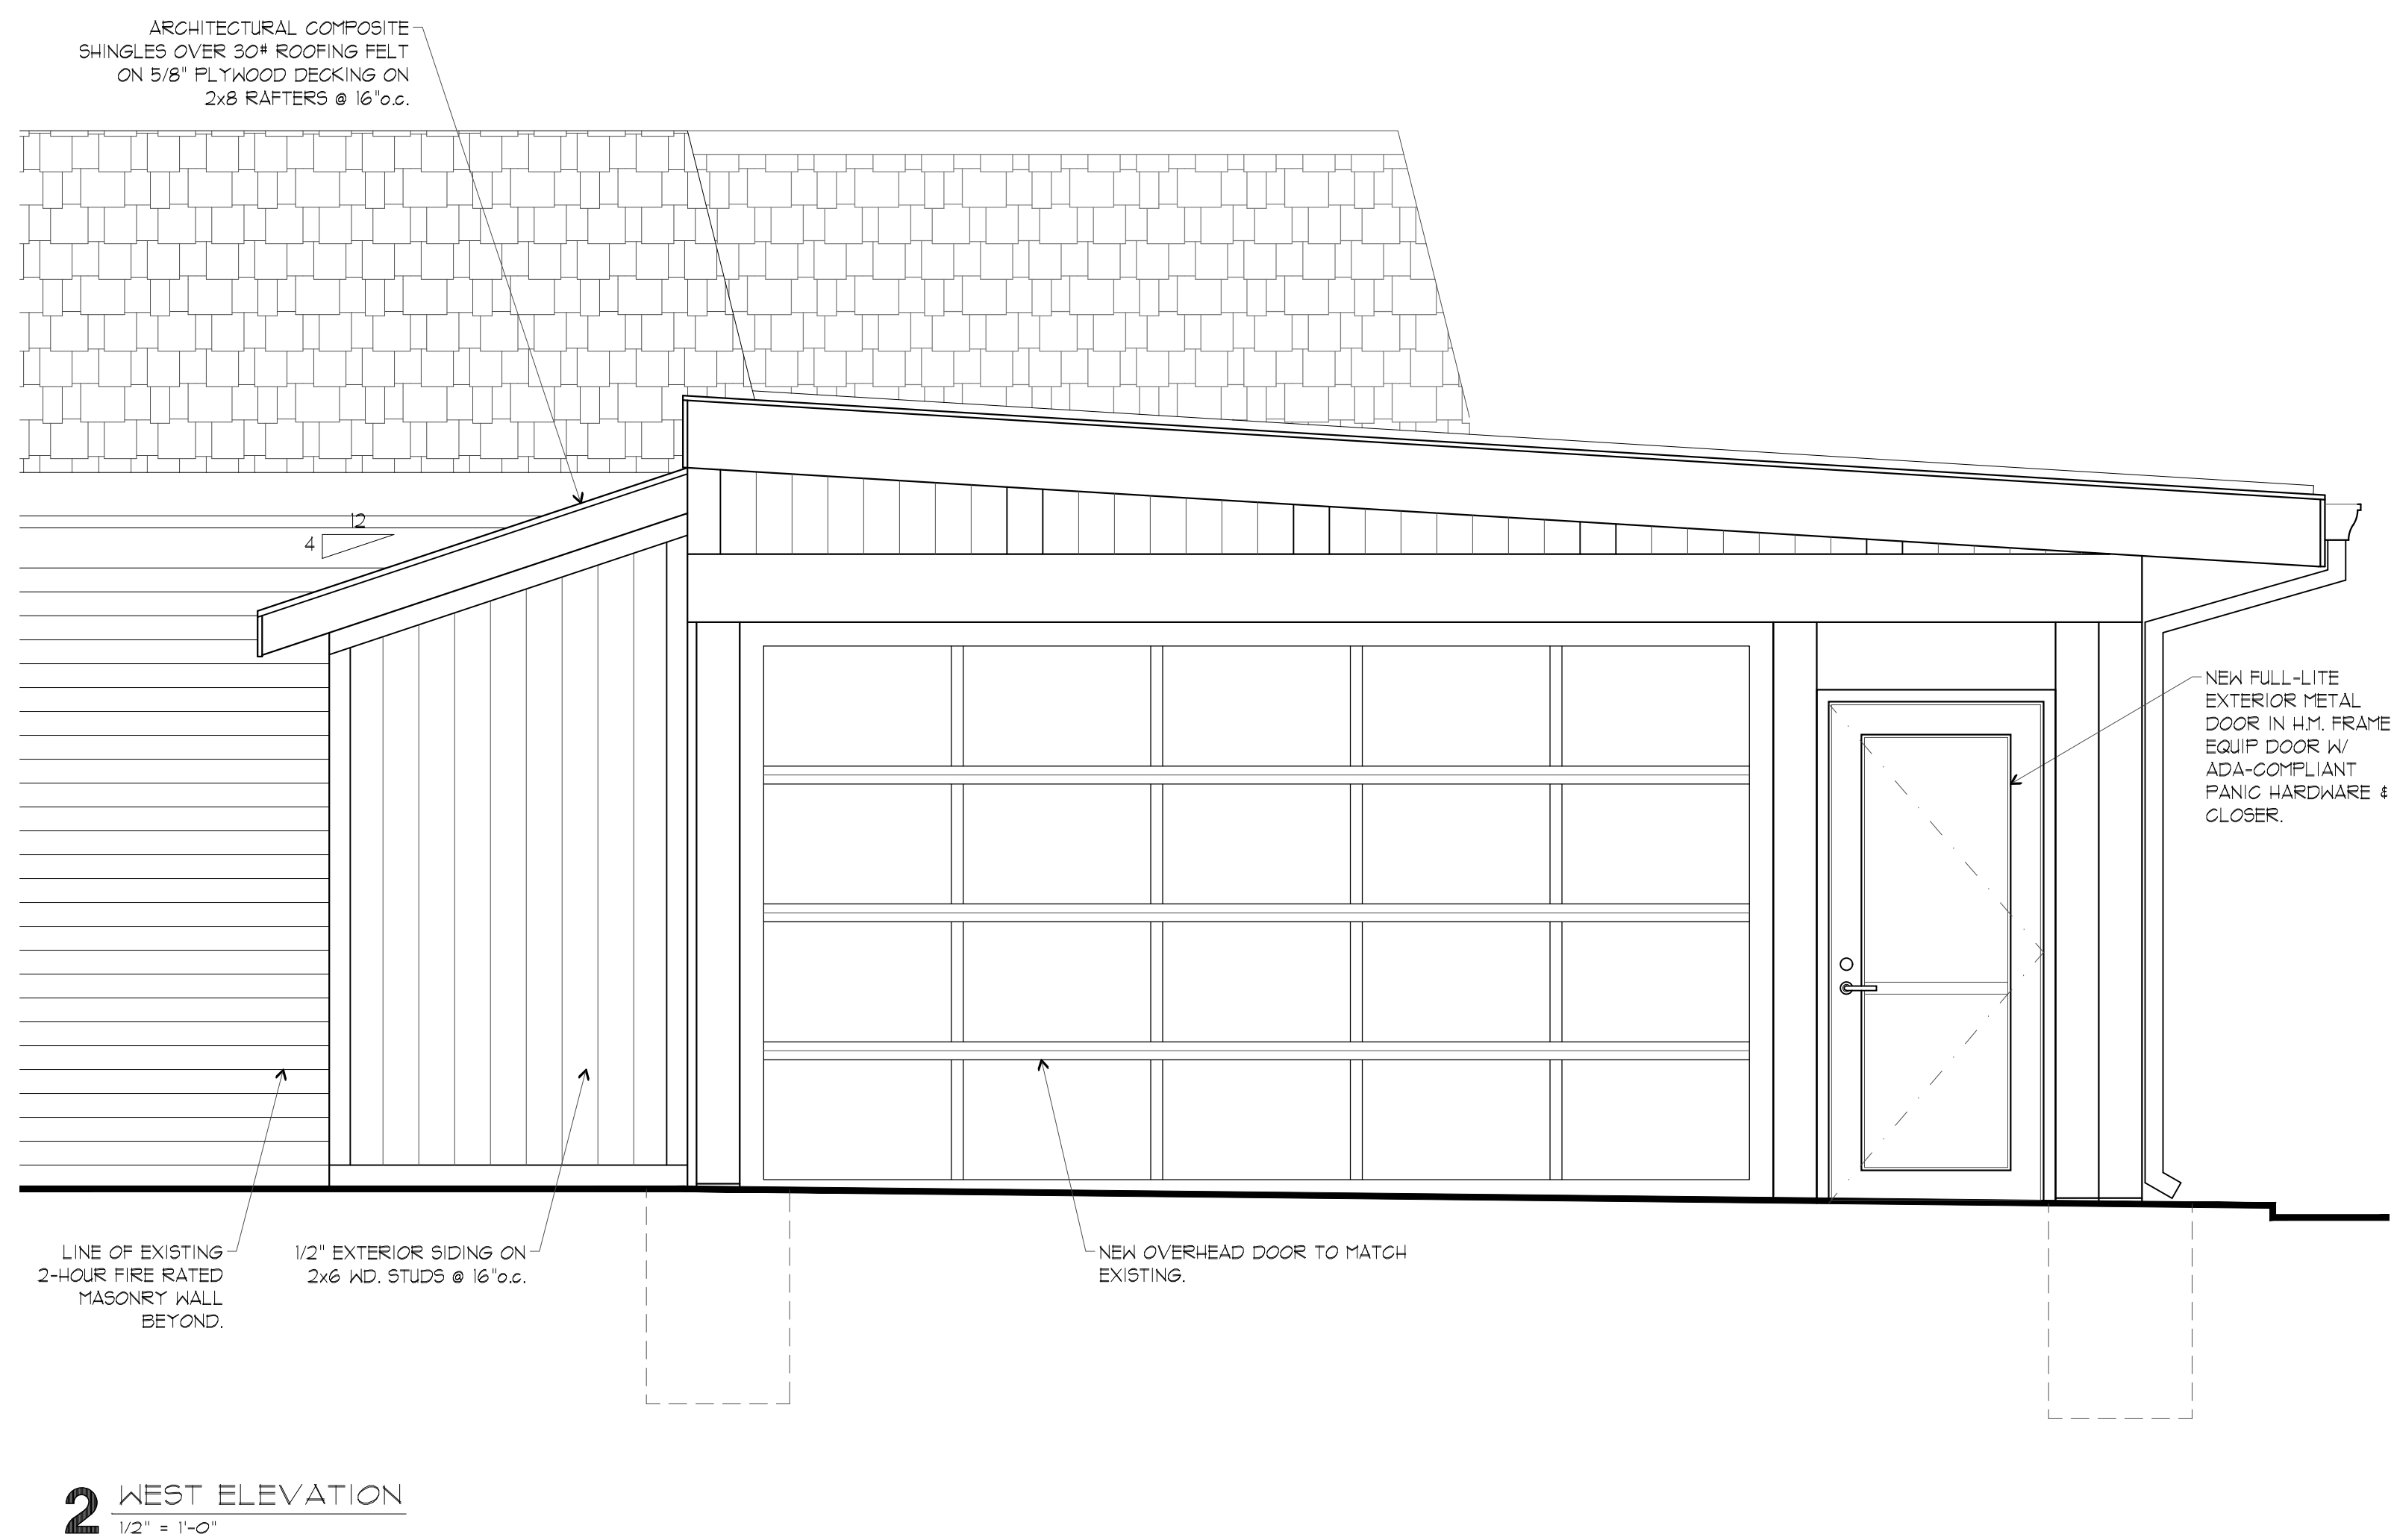 ARCHITECTURAL COMPOSITE
SHINGLES OVER 30# ROOFING FELT
ON 5/8" PLYWOOD DECKING ON
2x8 RAFTERS @ 16"o.c.
12
4
NEW FULL-LITE
EXTERIOR METAL
DOOR IN H.M. FRAME
EQUIP DOOR W/
ADA-COMPLIANT
PANIC HARDWARE &
CLOSER.
LINE OF EXISTING
2-HOUR FIRE RATED
MASONRY WALL
BEYOND.
1/2" EXTERIOR SIDING ON
2x6 WD. STUDS @ 16"o.c.
NEW OVERHEAD DOOR TO MATCH
EXISTING.
2 WEST ELEVATION
1/2" = 1'-0"